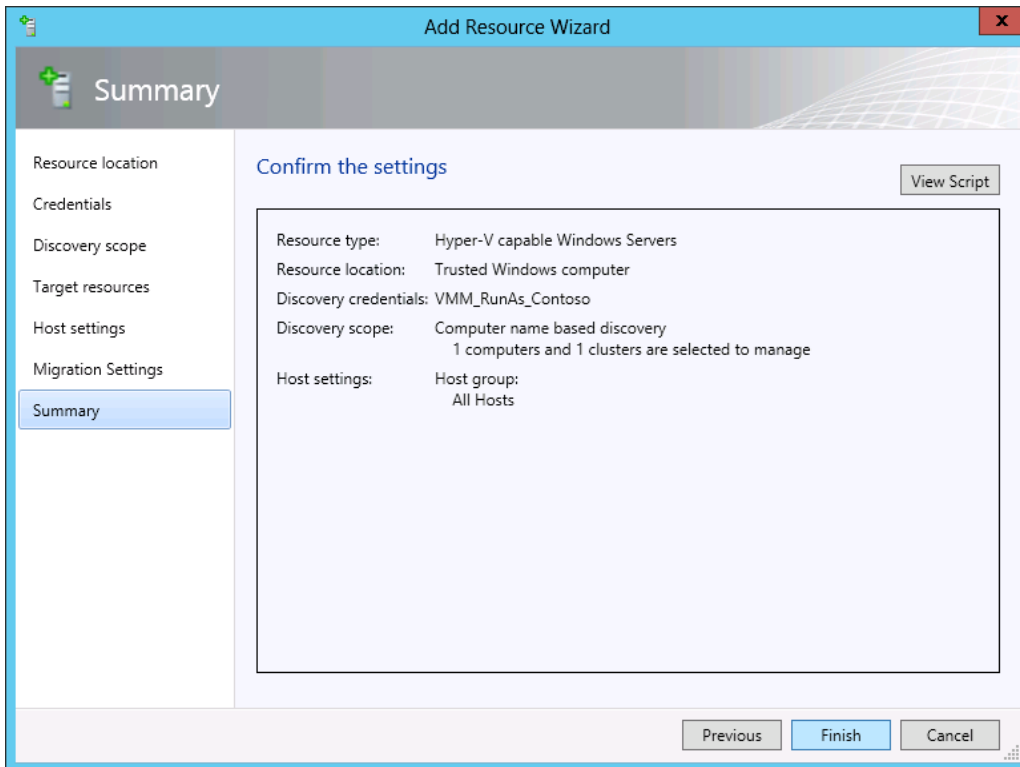 Add Resource Wizard
x
Summary
Resource location
Credentials
Discovery scope
Target resources
Host settings
Migration Settings
Summary
Confirm the settings
View Script
Resource type: Hyper-V capable Windows Servers
Resource location: Trusted Windows computer
Discovery credentials: VMM_RunAs_Contoso
Discovery scope: Computer name based discovery
1 computers and 1 clusters are selected to manage
Host settings: Host group:
All Hosts
Previous Finish Cancel